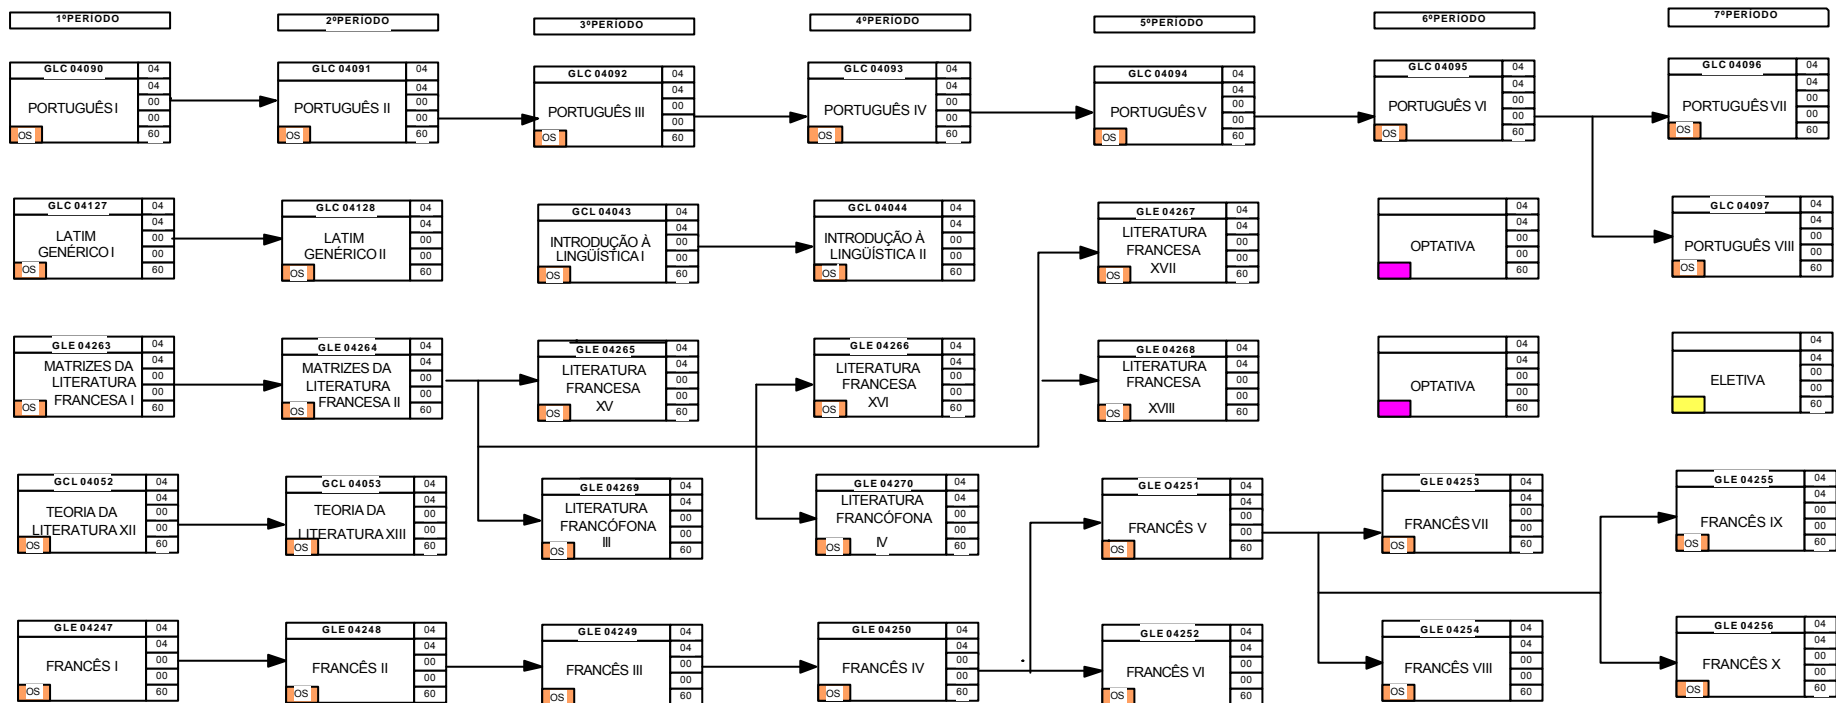 1ºPERÍODO
2ºPERÍODO
3ºPERÍODO
4ºPERÍODO
5ºPERÍODO
6ºPERÍODO
7ºPERÍODO
GLC 04090
04
04
PORTUGUÊS I
00
00
OS
60
GLC 04091
04
04
PORTUGUÊS II
00
00
OS
60
GLC 04092
04
04
PORTUGUÊS III
00
00
OS
60
GLC 04093
04
04
PORTUGUÊS IV
00
00
OS
60
GLC 04094
04
04
PORTUGUÊS V
00
00
OS
60
GLC 04095
04
04
PORTUGUÊS VI
00
00
OS
60
GLC 04096
04
04
PORTUGUÊS VII
00
00
OS
60
GLC 04127
04
04
LATIM
GENÉRICO I
00
00
OS
60
GLC 04128
04
04
LATIM
GENÉRICO II
00
00
OS
60
GCL 04043
04
04
INTRODUÇÃO À
LINGÜÍSTICA I
00
00
OS
60
GCL 04044
04
04
INTRODUÇÃO À
LINGÜÍSTICA II
00
00
OS
60
GLE 04267
04
04
LITERATURA
FRANCESA
XVII
00
00
OS
60
04
04
OPTATIVA
00
00
60
GLC 04097
04
04
PORTUGUÊS VIII
00
00
OS
60
GLE 04263
04
04
MATRIZES DA
LITERATURA
FRANCESA I
00
00
OS
60
GLE 04264
04
04
MATRIZES DA
LITERATURA
FRANCESA II
00
00
OS
60
GLE 04265
04
04
LITERATURA
FRANCESA
XV
00
00
OS
60
GLE 04266
04
04
LITERATURA
FRANCESA
XVI
00
00
OS
60
GLE 04268
04
04
LITERATURA
FRANCESA
XVIII
00
00
OS
60
04
04
OPTATIVA
00
00
60
04
04
ELETIVA
00
00
60
GCL 04052
04
04
TEORIA DA
LITERATURA XII
00
00
OS
60
GCL 04053
04
04
TEORIA DA
LITERATURA XIII
00
00
OS
60
GLE 04269
04
04
LITERATURA
FRANCÓFONA
III
00
00
OS
60
GLE 04270
04
04
LITERATURA
FRANCÓFONA
IV
00
00
OS
60
GLE O4251
04
04
FRANCÊS V
00
00
OS
60
GLE 04253
04
04
FRANCÊS VII
00
00
OS
60
GLE 04255
04
04
FRANCÊS IX
00
00
OS
60
GLE 04247
04
04
FRANCÊS I
00
00
OS
60
GLE 04248
04
04
FRANCÊS II
00
00
OS
60
GLE 04249
04
04
FRANCÊS III
00
00
OS
60
GLE 04250
04
04
FRANCÊS IV
00
00
OS
60
GLE 04252
04
04
FRANCÊS VI
00
00
OS
60
GLE 04254
04
04
FRANCÊS VIII
00
00
OS
60
GLE 04256
04
04
FRANCÊS X
00
00
OS
60